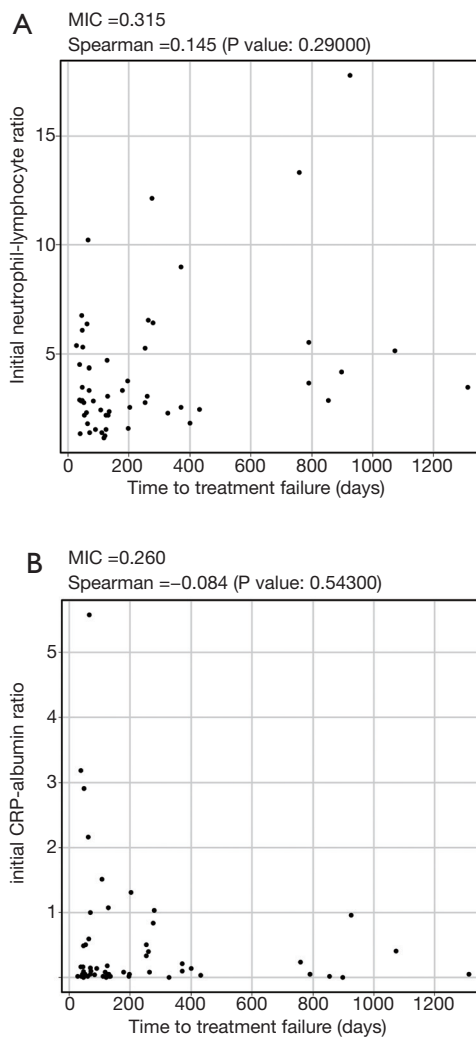 A
MIC =0.315
Spearman =0.145 (P value: 0.29000)
15
10
5
Initial neutrophil-lymphocyte ratio
0 200 400 600 800 1000 1200
Time to treatment failure (days)
B
MIC =0.260
Spearman =−0.084 (P value: 0.54300)
5
4
3
2
1
initial CRP-albumin ratio
0 200 400 600 800 1000 1200
Time to treatment failure (days)